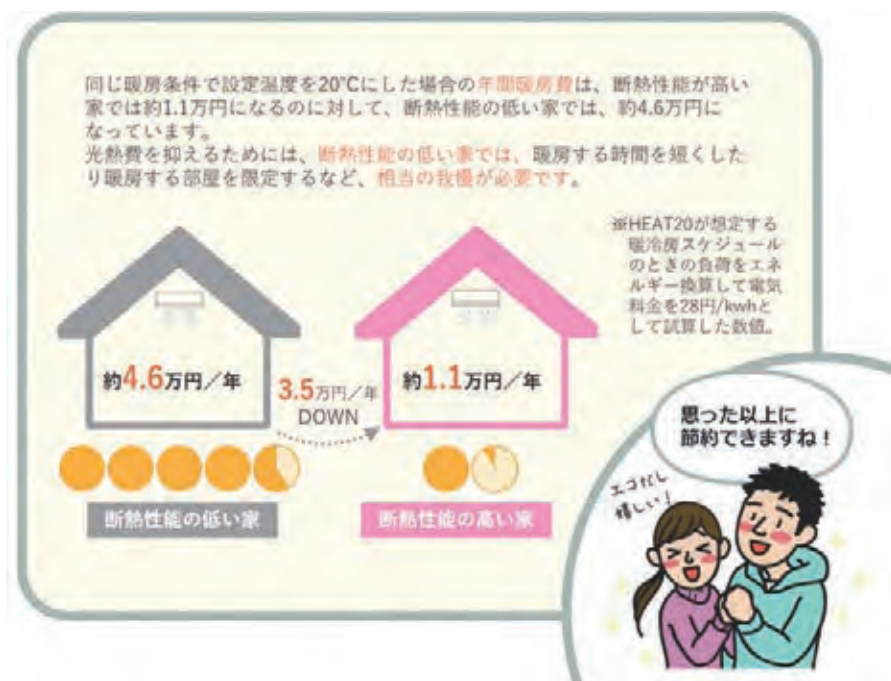 同じ暖房条件で設定温度を20℃にした場合の年間暖房費は、断熱性能が高い
家では約1.1万円になるのに対して、断熱性能の低い家では、約4.6万円に
なっています。
光熱費を抑えるためには、断熱性能の低い家では、暖房する時間を短くした
り暖房する部屋を限定するなど、相当の我慢が必要です。
※HEAT20が想定する
暖冷房スケジュール
のときの負荷をエネ
ルギー換算して電気
料金を28円/kwhと
して試算した数値。
約4.6万円/年
3.5万円/年
DOWN
約1.1万円/年
断熱性能の低い家
断熱性能の高い家
思った以上に
節約できますね!
エコだし
嬉しい!